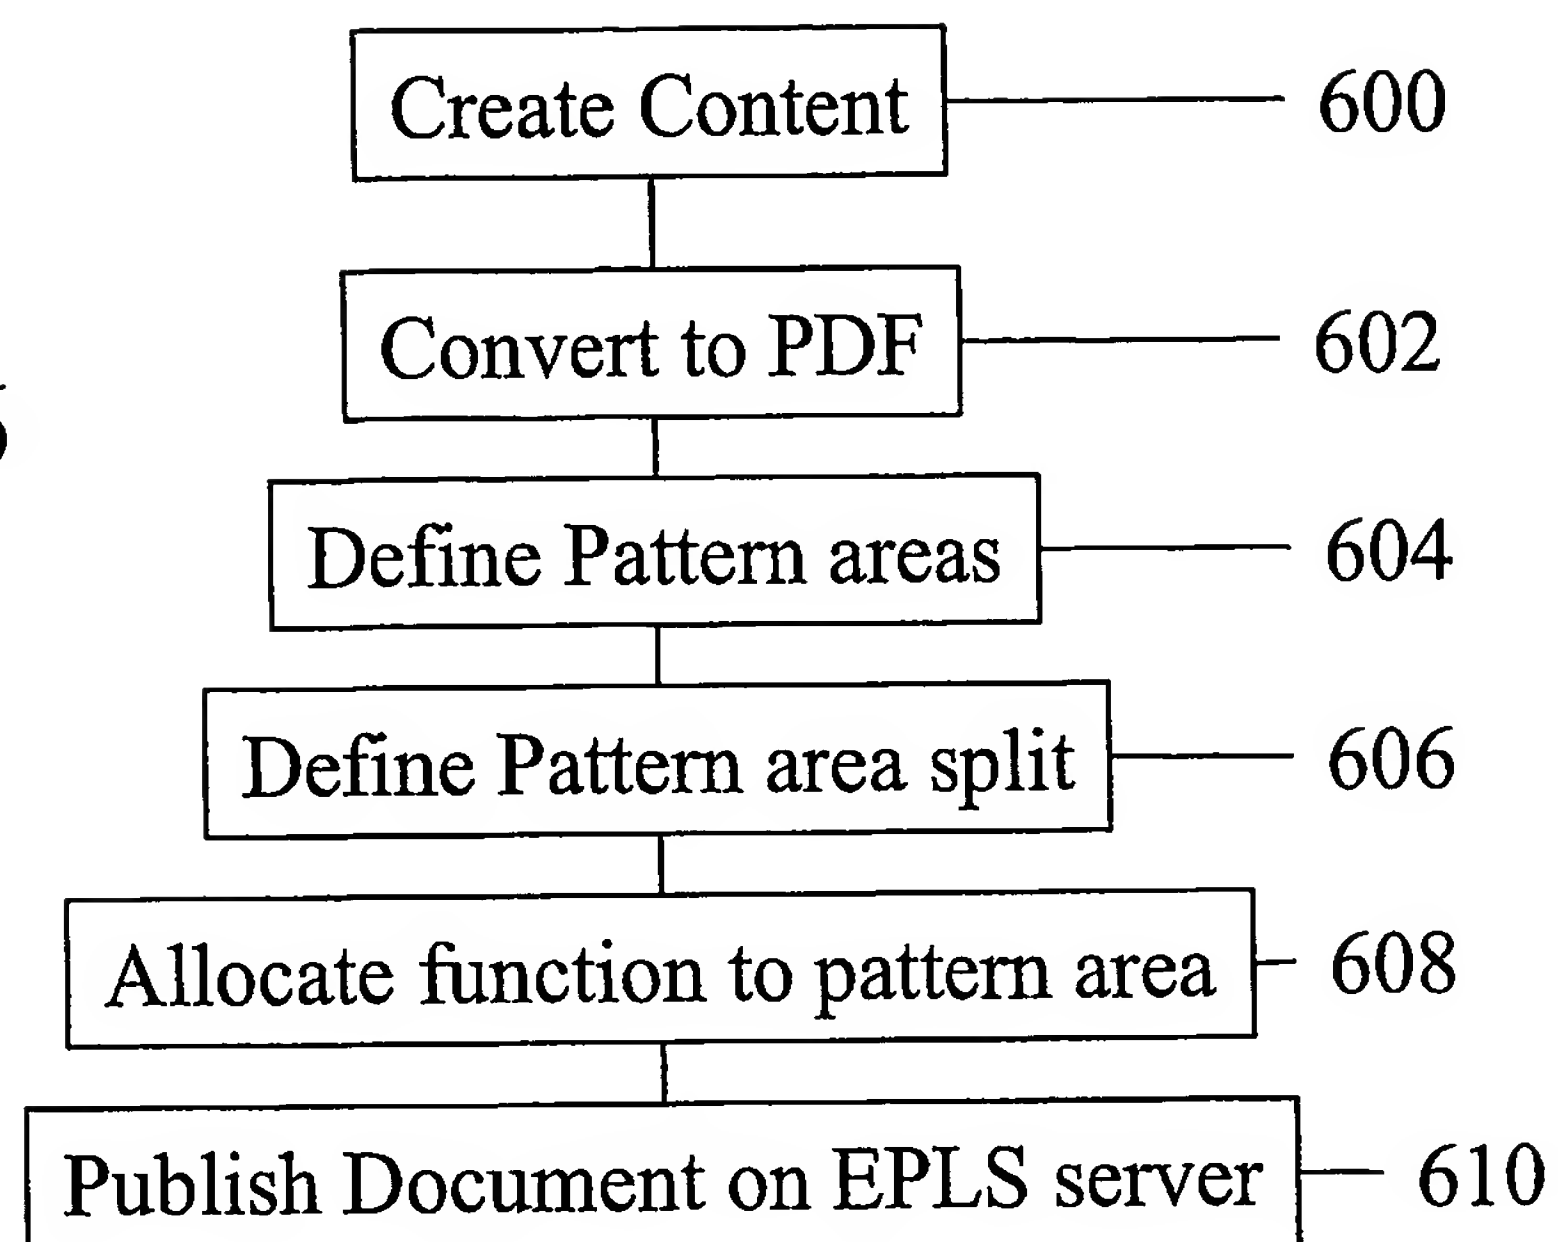 Create Content 600
Convert to PDF 602
Define Pattern areas 604
Define Pattern area split 606
Allocate function to pattern area 608
Publish Document on EPLS server 610